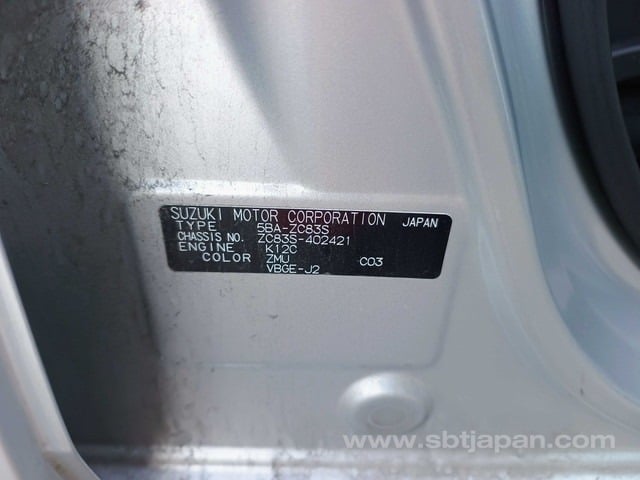 SUZUKI MOTOR CORPORATION JAPAN
TYPE 5BA-ZC83S
CHASSIS NO. ZC83S-402421
ENGINE K12C
COLOR ZMU C03
VBGE-J2
www.sbtjapan.com